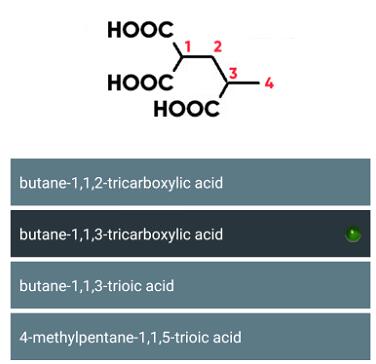 HOOC
1 2
HOOC
3
4
HOOC
butane-1,1,2-tricarboxylic acid
butane-1,1,3-tricarboxylic acid
butane-1,1,3-trioic acid
4-methylpentane-1,1,5-trioic acid